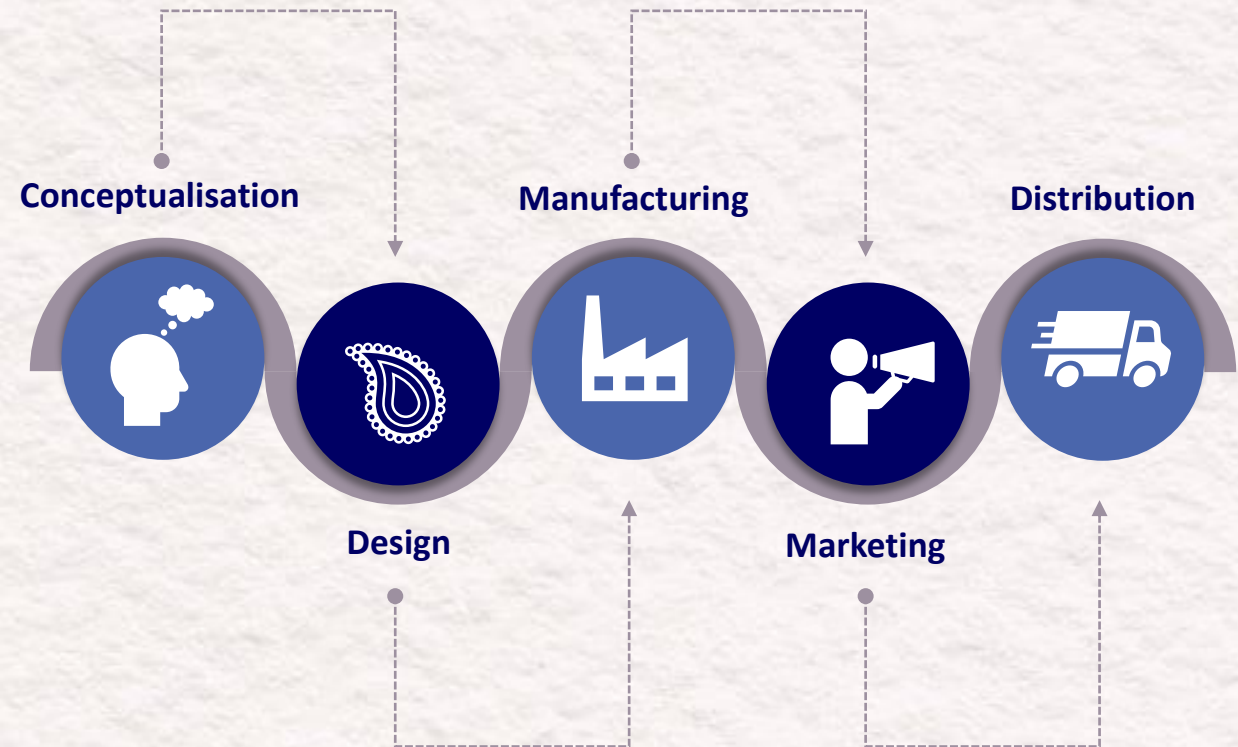 Conceptualisation
Design
Manufacturing
Marketing
Distribution